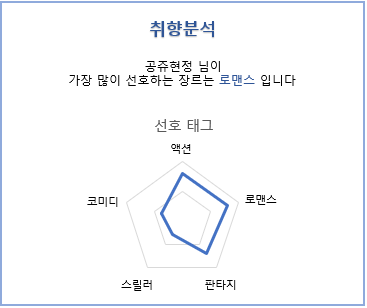 취향분석
공쥬현정 님이
가장 많이 선호하는 장르는 로맨스 입니다
선호 태그
액션
코미디
로맨스
스릴러
판타지